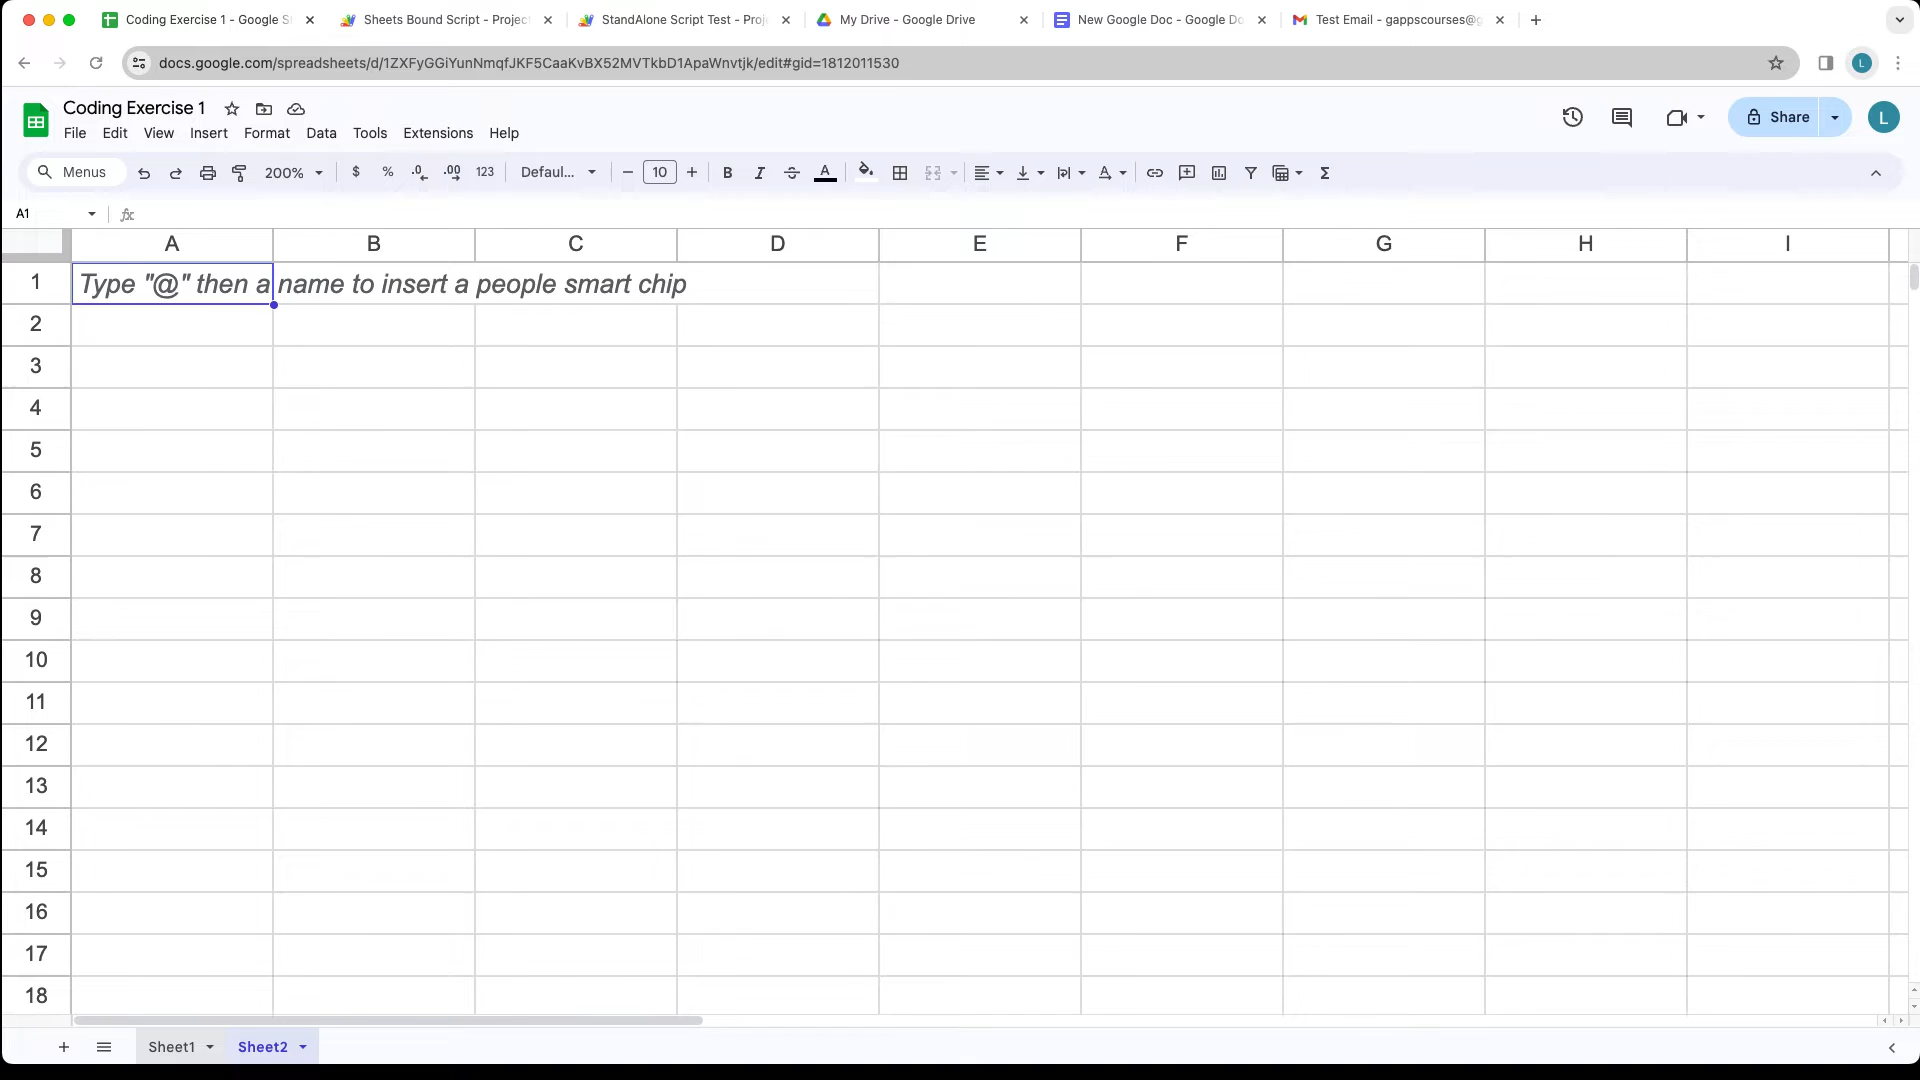 Coding Exercise 1 - Google S
Sheets Bound Script - Projec
StandAlone Script Test - Proj
My Drive - Google Drive
New Google Doc - Google Do
Test Email - gappscourses@g
docs.google.com/spreadsheets/d/1ZXFyGGiYunNmqfJKF5CaaKvBX52MVTkbD1ApaWnvtjk/edit#gid=1812011530
L
Coding Exercise 1
File Edit View Insert Format Data Tools Extensions Help
Share
L
Menus 200% $ % .0 .00 123 Defaul... 10 B I S A Σ
A1 fx
A B C D E F G H I
1 Type "@" then a name to insert a people smart chip
2
3
4
5
6
7
8
9
10
11
12
13
14
15
16
17
18
Sheet1 Sheet2